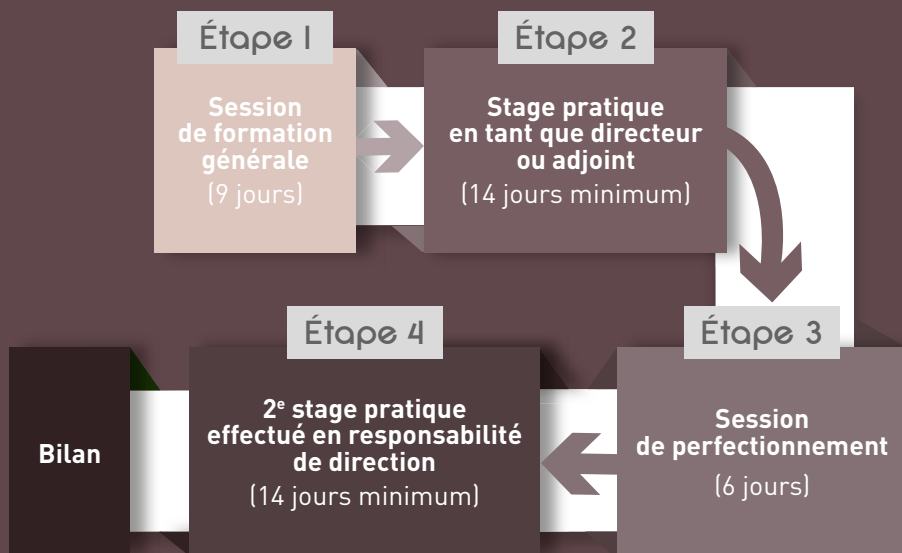 Étape 1
Session
de formation
générale
(9 jours)
Étape 2
Stage pratique
en tant que directeur
ou adjoint
(14 jours minimum)
Étape 3
Session
de perfectionnement
(6 jours)
Étape 4
2e stage pratique
effectué en responsabilité
de direction
(14 jours minimum)
Bilan